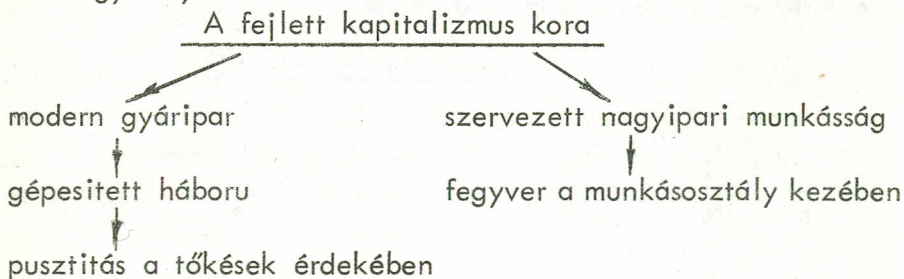 A fejlett kapitalizmus kora
modern gyáripar
szervezett nagyipari munkásság
gépesitett háboru
fegyver a munkásosztály kezében
pusztitás a tőkések érdekében